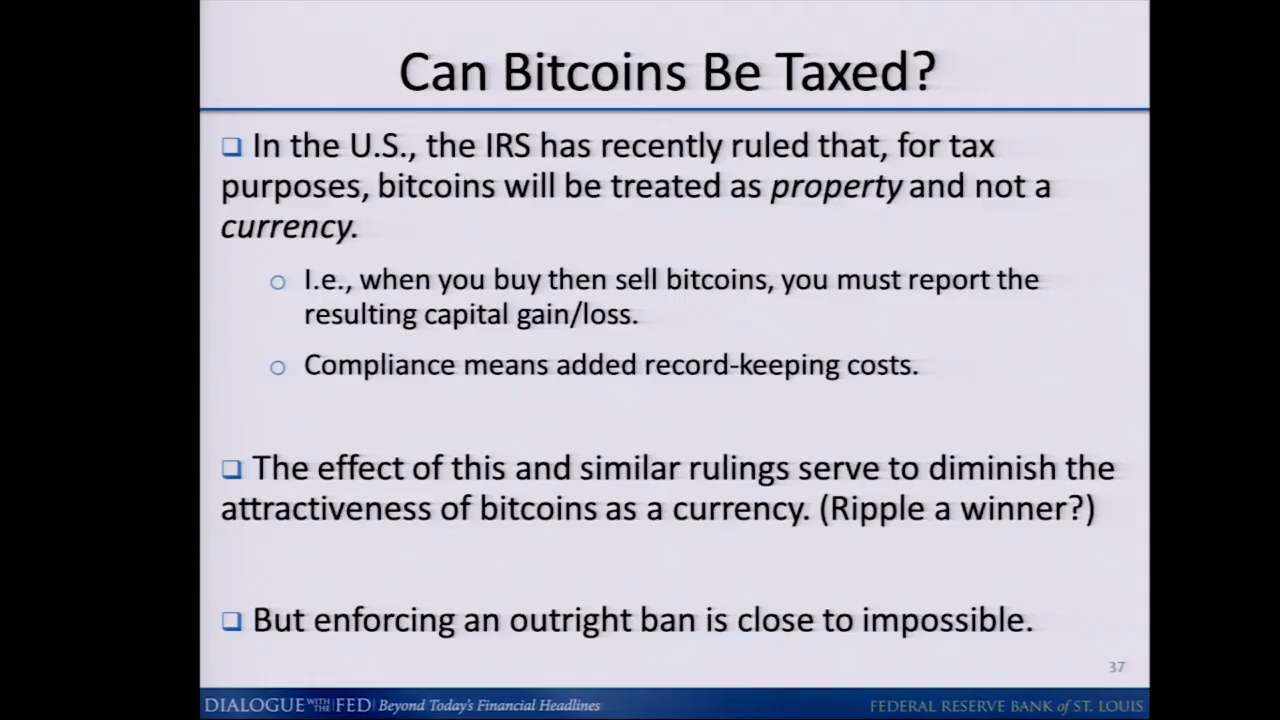 Can Bitcoins Be Taxed?
In the U.S., the IRS has recently ruled that, for tax
purposes, bitcoins will be treated as property and not a
currency.
I.e., when you buy then sell bitcoins, you must report the
resulting capital gain/loss.
Compliance means added record-keeping costs.
The effect of this and similar rulings serve to diminish the
attractiveness of bitcoins as a currency. (Ripple a winner?)
But enforcing an outright ban is close to impossible.
37
DIALOGUE WITH THE FED | Beyond Today's Financial Headlines
FEDERAL RESERVE BANK of ST. LOUIS